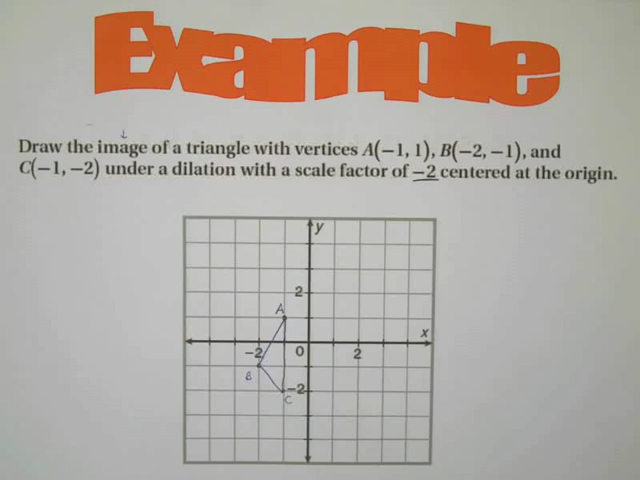 Example
Draw the image of a triangle with vertices A(−1, 1), B(−2, −1), and
C(−1, −2) under a dilation with a scale factor of −2 centered at the origin.
y
2
A
x
−2 0 2
B
−2
C